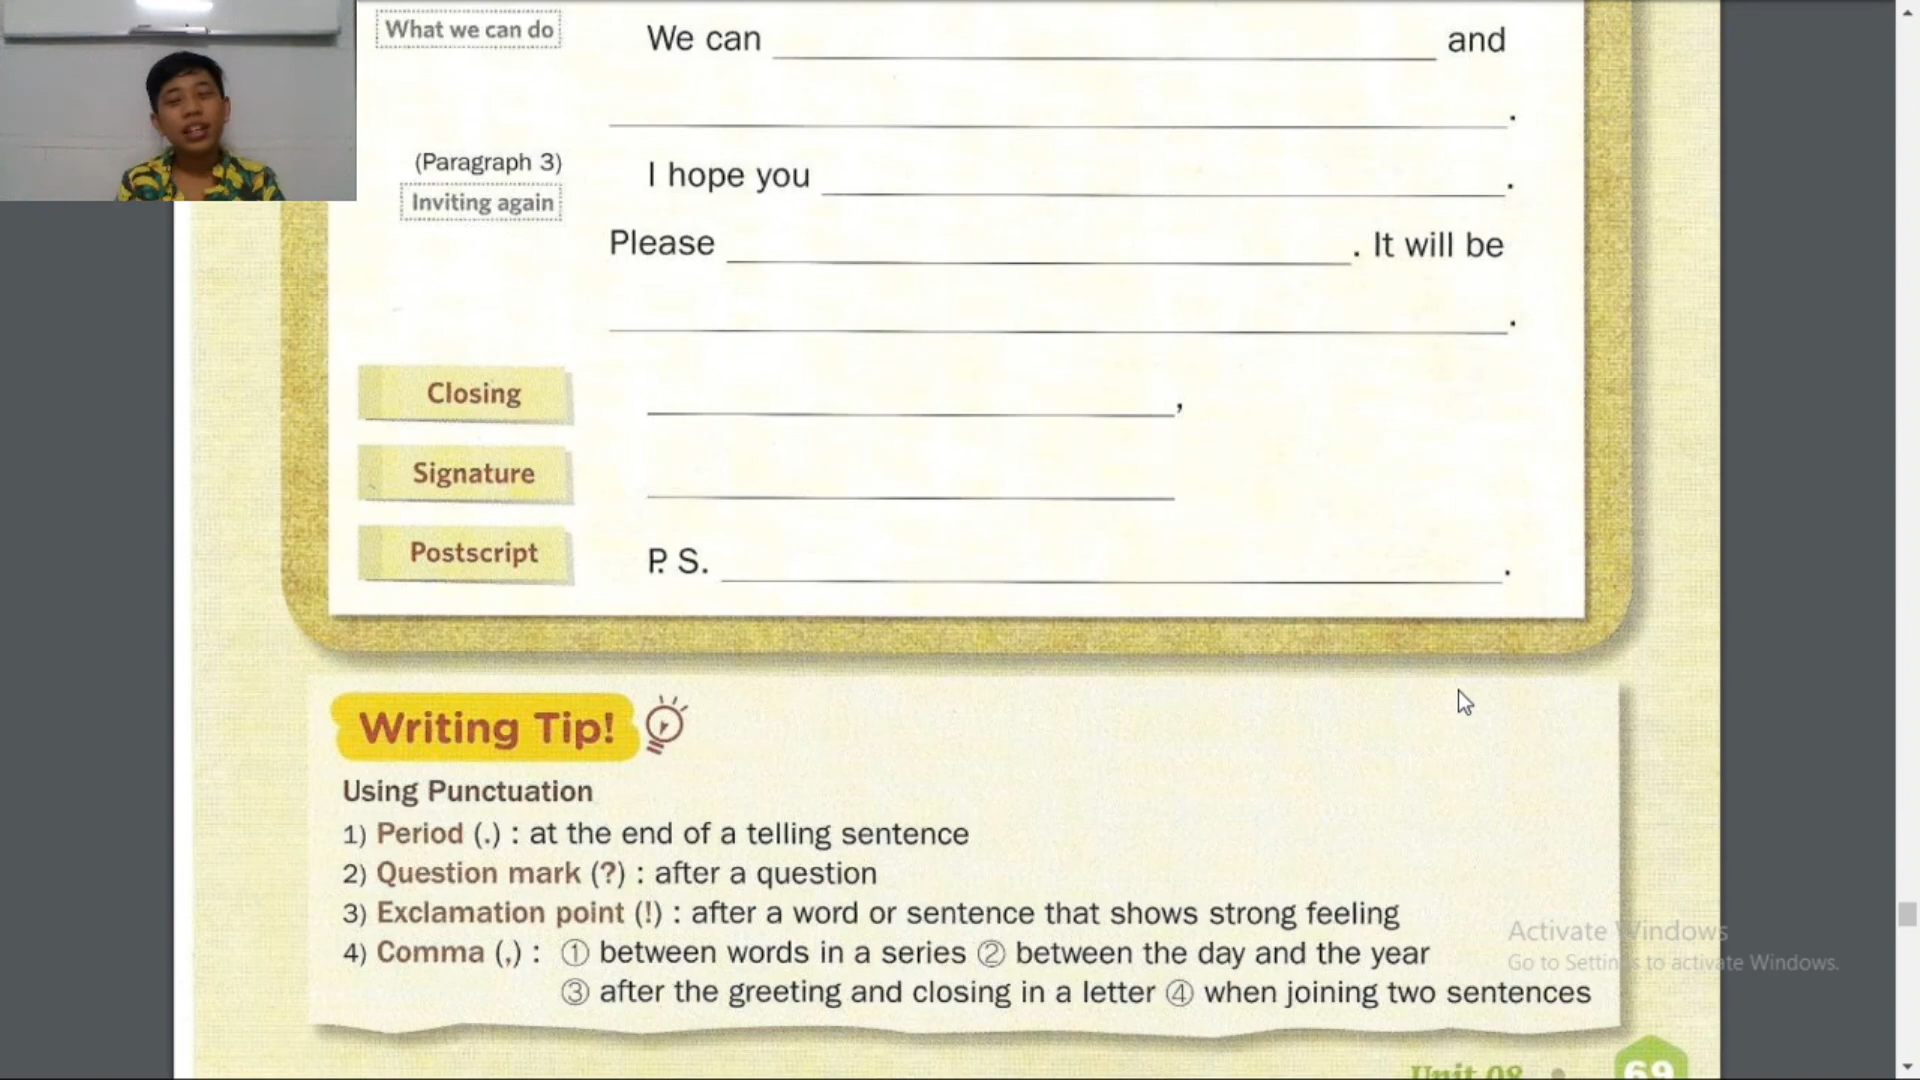 What we can do
We can and
.
(Paragraph 3)
I hope you .
Inviting again
Please . It will be
.
Closing
,
Signature
Postscript
P. S. .
Writing Tip!
Using Punctuation
1) Period (.) : at the end of a telling sentence
2) Question mark (?) : after a question
3) Exclamation point (!) : after a word or sentence that shows strong feeling
4) Comma (,) : ① between words in a series ② between the day and the year
③ after the greeting and closing in a letter ④ when joining two sentences
Activate Windows
Go to Settings to activate Windows.
Unit 08 • 69